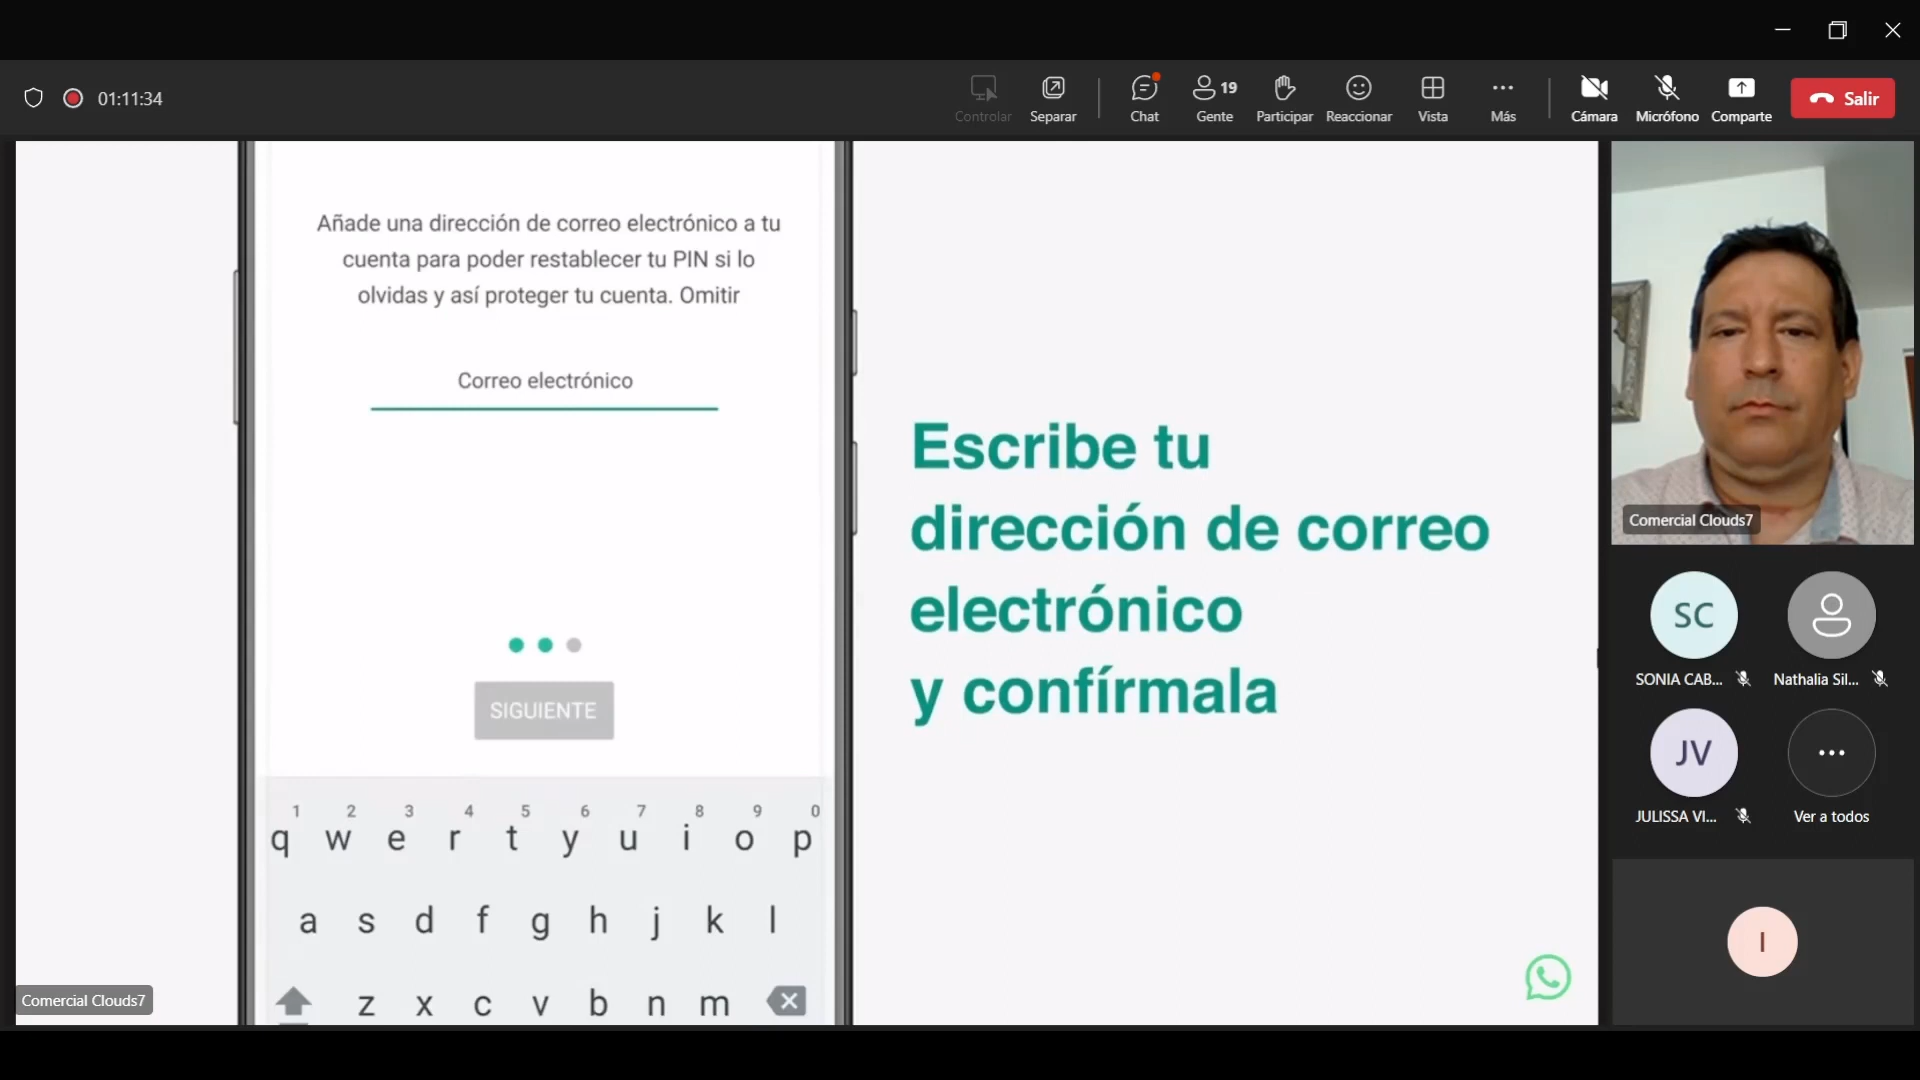 01:11:34
Controlar
Separar
Chat
19
Gente
Participar
Reaccionar
Vista
Más
Cámara
Micrófono
Comparte
Salir
Añade una dirección de correo electrónico a tu
cuenta para poder restablecer tu PIN si lo
olvidas y así proteger tu cuenta. Omitir
Correo electrónico
SIGUIENTE
1 2 3 4 5 6 7 8 9 0
q w e r t y u i o p
a s d f g h j k l
z x c v b n m
Comercial Clouds7
Escribe tu
dirección de correo
electrónico
y confírmala
Comercial Clouds7
SC
SONIA CAB...
Nathalia Sil...
JV
JULISSA VI...
Ver a todos
I